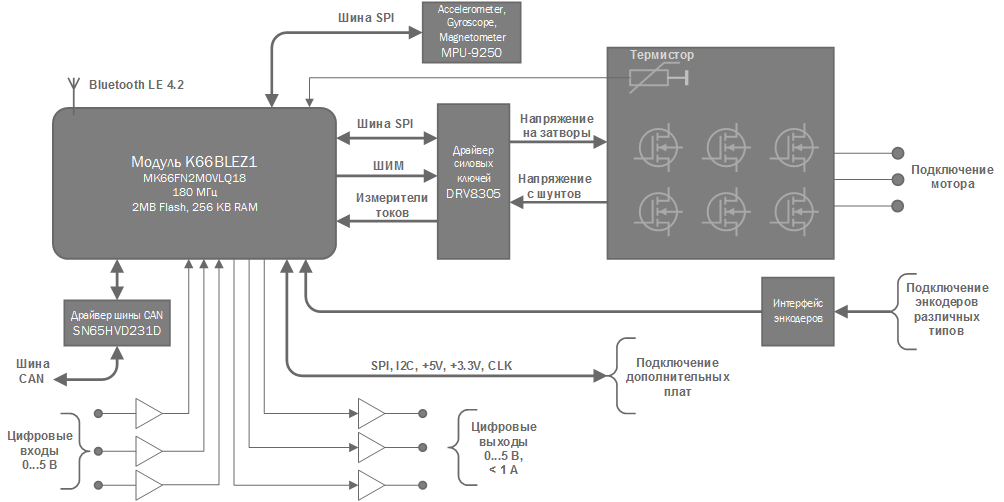 Шина SPI
Accelerometer,
Gyroscope,
Magnetometer
MPU-9250
Термистор
Bluetooth LE 4.2
Модуль K66BLEZ1
MK66FN2M0VLQ18
180 МГц
2MB Flash, 256 KB RAM
Шина SPI
ШИМ
Измерители
токов
Драйвер
силовых
ключей
DRV8305
Напряжение
на затворы
Напряжение
с шунтов
Подключение
мотора
Драйвер шины CAN
SN65HVD231D
Интерфейс
энкодеров
Подключение
энкодеров
различных
типов
Шина
CAN
SPI, I2C, +5V, +3.3V, CLK
Подключение
дополнительных
плат
Цифровые
входы
0...5 В
Цифровые
выходы
0...5 В,
< 1 А